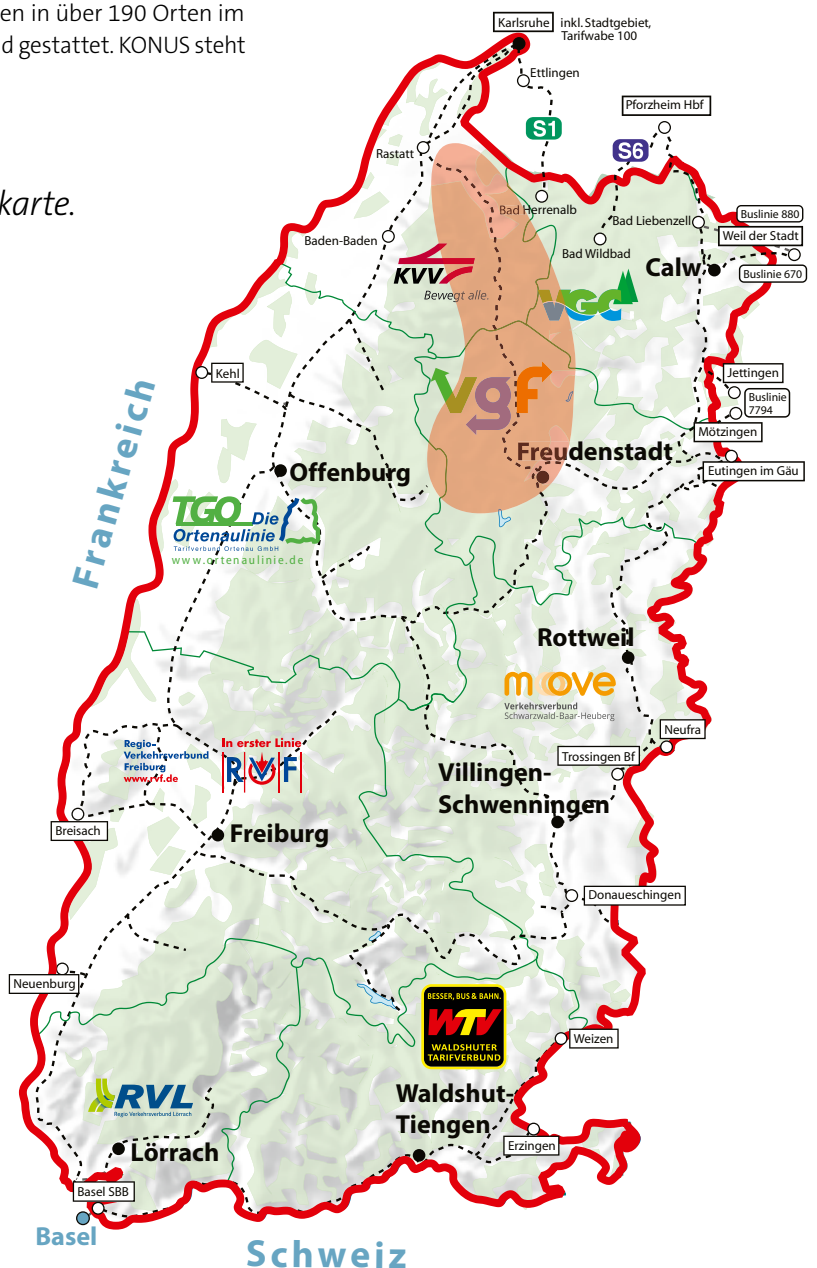 en in über 190 Orten im
d gestattet. KONUS steht
karte.
Karlsruhe
inkl. Stadtgebiet,
Tarifwabe 100
Ettlingen
Pforzheim Hbf
S1
S6
Rastatt
Bad Herrenalb
Bad Liebenzell
Buslinie 880
Weil der Stadt
Baden-Baden
Bad Wildbad
Calw
Buslinie 670
KVV
Bewegt alle.
VGC
Kehl
Jettingen
Buslinie
7794
vgf
Mötzingen
Frankreich
Freudenstadt
Eutingen im Gäu
Offenburg
TGO Die
Ortenaulinie
Tarifverbund Ortenau GmbH
www.ortenaulinie.de
Rottweil
moove
Verkehrsverbund
Schwarzwald-Baar-Heuberg
Neufra
Trossingen Bf
Regio-
Verkehrsverbund
Freiburg
www.rvf.de
In erster Linie
RVF
Villingen-
Schwenningen
Breisach
Freiburg
Donaueschingen
Neuenburg
BESSER, BUS & BAHN.
WTV
WALDSHUTER
TARIFVERBUND
Weizen
RVL
Regio Verkehrsverbund Lörrach
Waldshut-
Tiengen
Erzingen
Lörrach
Basel SBB
Basel
Schweiz